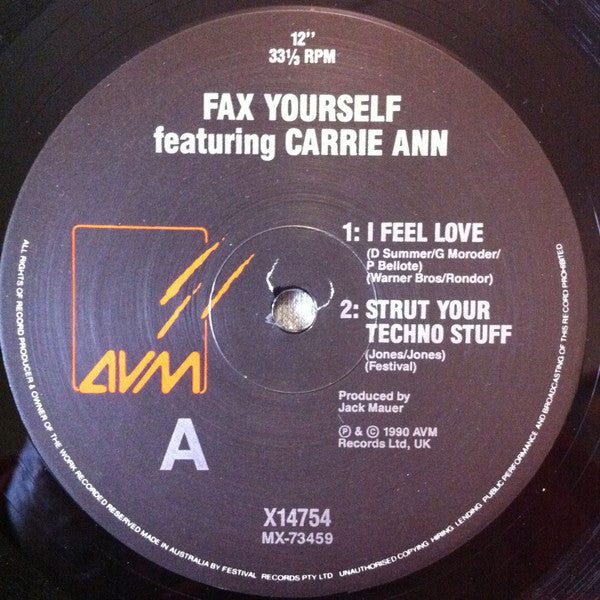 12"
33⅓ RPM
FAX YOURSELF
featuring CARRIE ANN
1: I FEEL LOVE
(D Summer/G Moroder/
P Bellote)
(Warner Bros/Rondor)
2: STRUT YOUR
TECHNO STUFF
(Jones/Jones)
(Festival)
Produced by
Jack Mauer
℗ & © 1990 AVM
Records Ltd, UK
AVM
A
X14754
MX-73459
ALL RIGHTS OF RECORD PRODUCER & OWNER OF THE WORK RECORDED RESERVED MADE IN AUSTRALIA BY FESTIVAL RECORDS PTY LTD UNAUTHORISED COPYING HIRING LENDING PUBLIC PERFORMANCE AND BROADCASTING OF THIS RECORD PROHIBITED